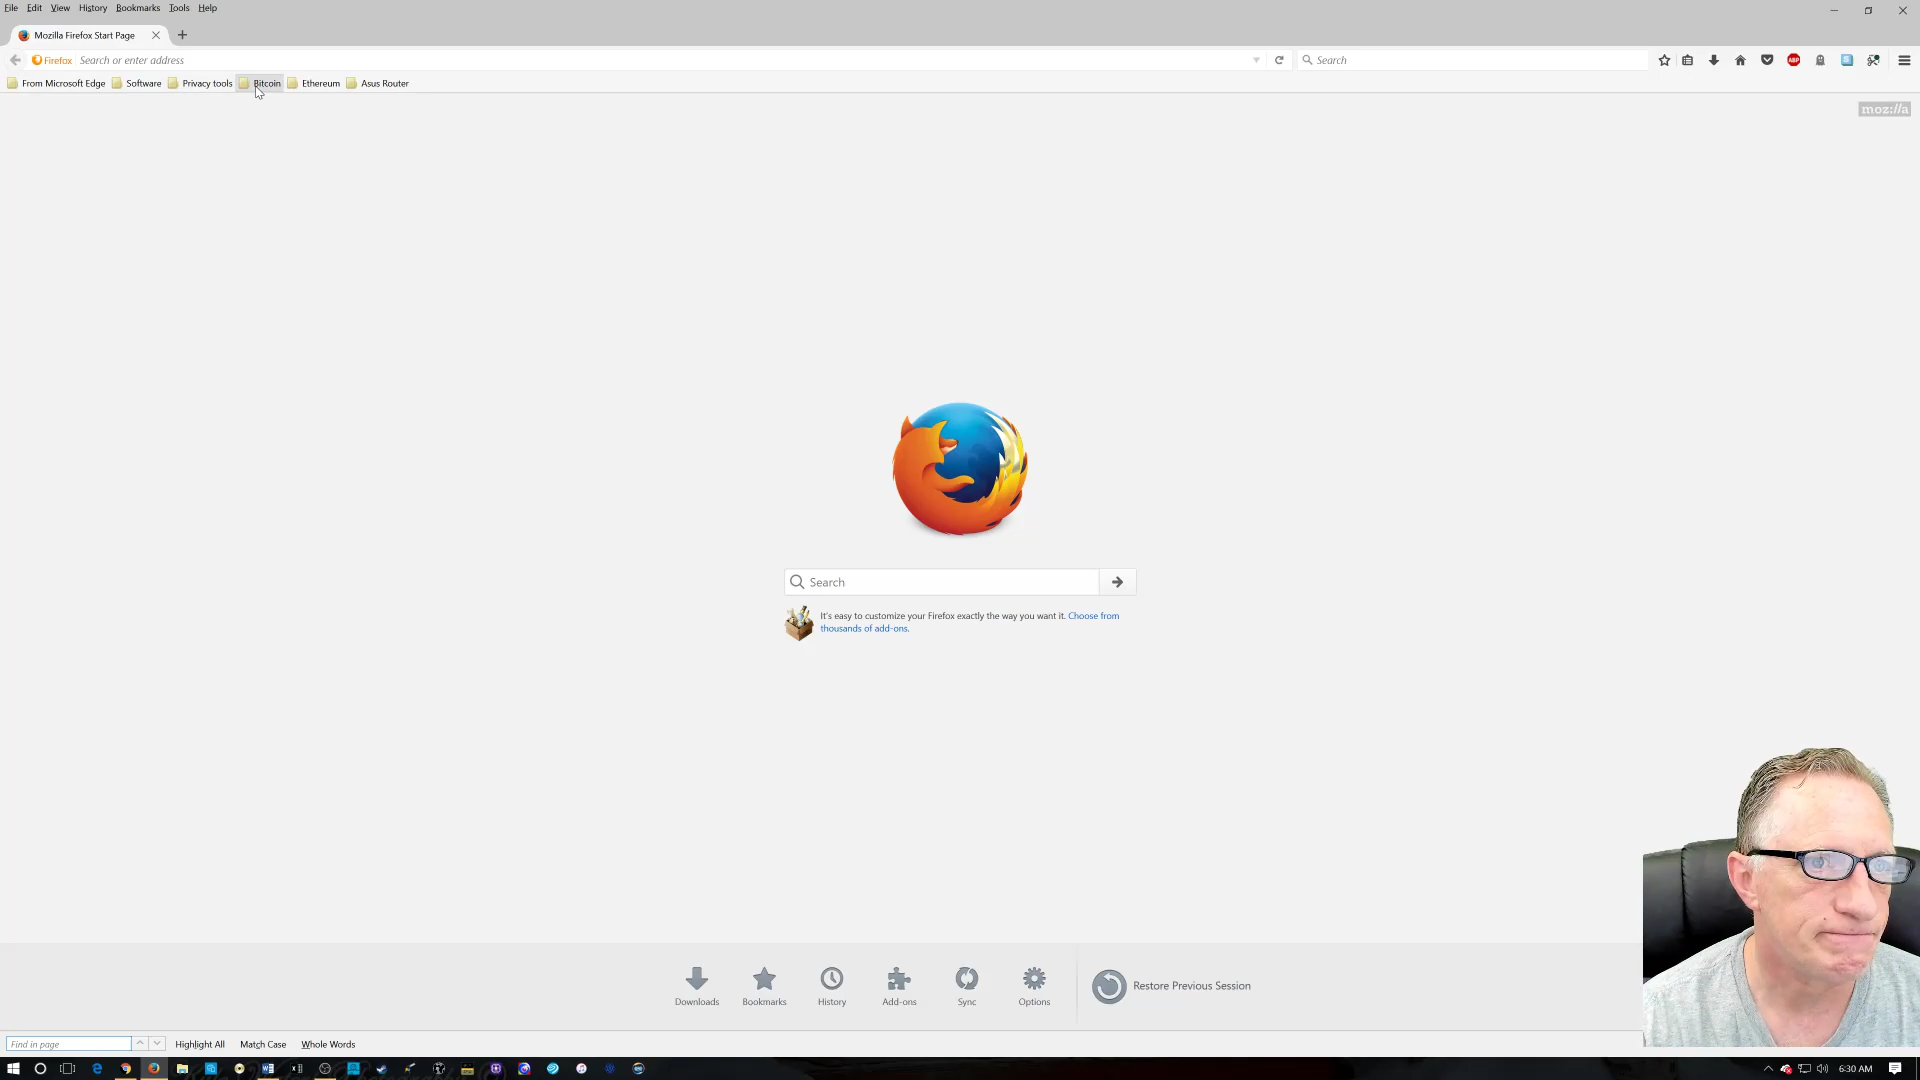 File Edit View History Bookmarks Tools Help
Mozilla Firefox Start Page
Firefox Search or enter address
Search
From Microsoft Edge Software Privacy tools Bitcoin Ethereum Asus Router
moz://a
Search
It's easy to customize your Firefox exactly the way you want it. Choose from
thousands of add-ons.
Downloads Bookmarks History Add-ons Sync Options Restore Previous Session
Find in page Highlight All Match Case Whole Words
6:30 AM